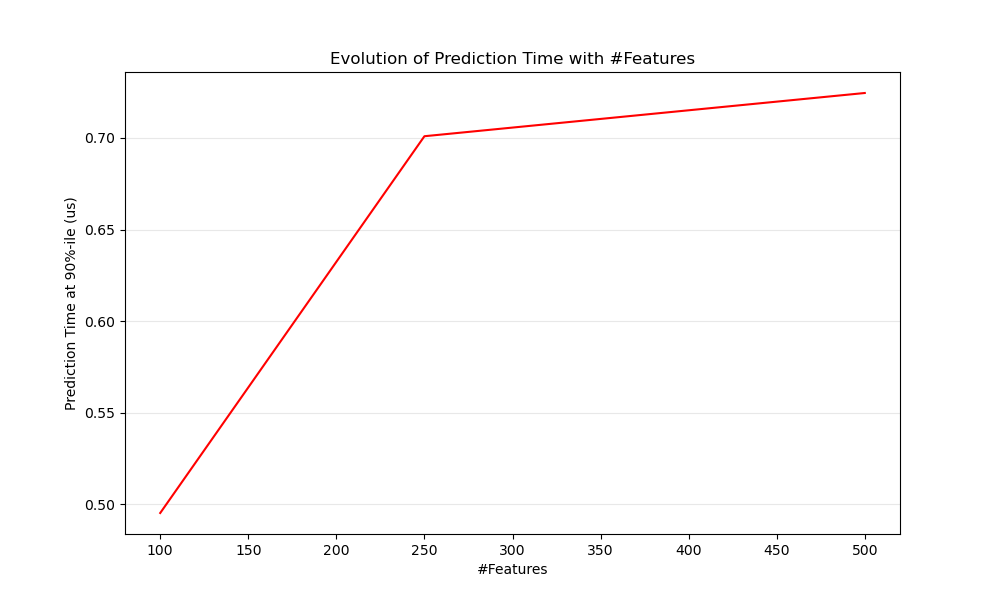 Evolution of Prediction Time with #Features
Prediction Time at 90%-ile (us)
0.70
0.65
0.60
0.55
0.50
100 150 200 250 300 350 400 450 500
#Features